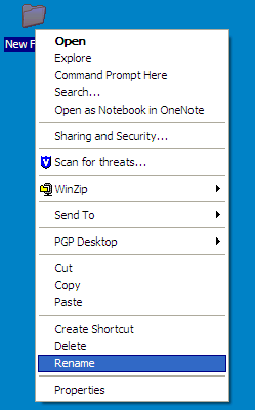 New F
Open
Explore
Command Prompt Here
Search...
Open as Notebook in OneNote
Sharing and Security...
Scan for threats...
WinZip
Send To
PGP Desktop
Cut
Copy
Paste
Create Shortcut
Delete
Rename
Properties